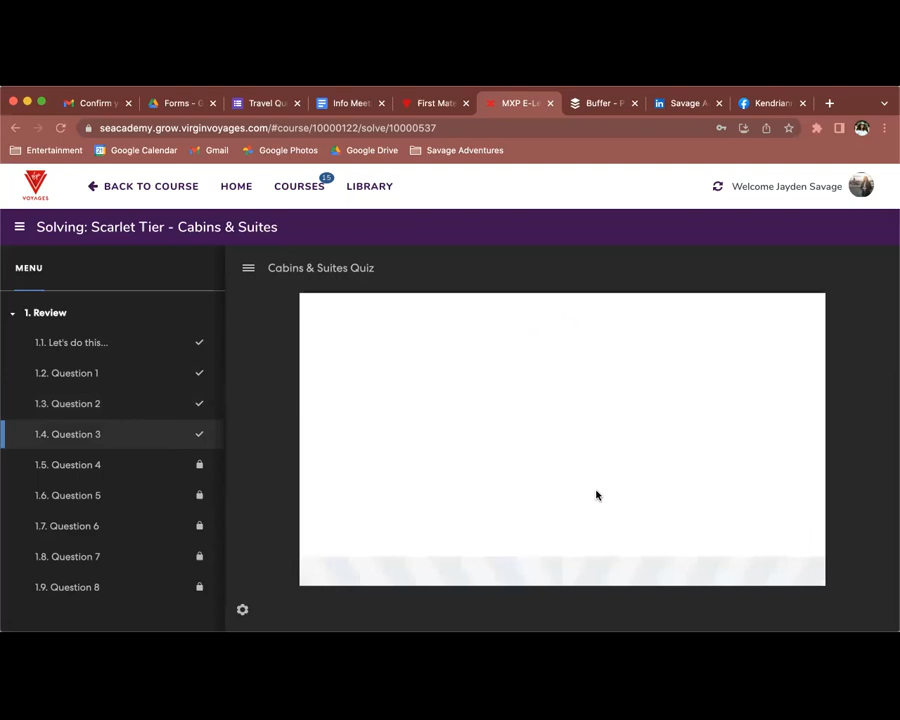 Confirm y
Forms - G
Travel Qu
Info Meet
First Mate
MXP E-Le
Buffer - P
Savage A
Kendrian
seacademy.grow.virginvoyages.com/#course/10000122/solve/10000537
Entertainment
Google Calendar
Gmail
Google Photos
Google Drive
Savage Adventures
VOYAGES
BACK TO COURSE
HOME
COURSES
15
LIBRARY
Welcome Jayden Savage
Solving: Scarlet Tier - Cabins & Suites
MENU
Cabins & Suites Quiz
1. Review
1.1. Let's do this...
1.2. Question 1
1.3. Question 2
1.4. Question 3
1.5. Question 4
1.6. Question 5
1.7. Question 6
1.8. Question 7
1.9. Question 8